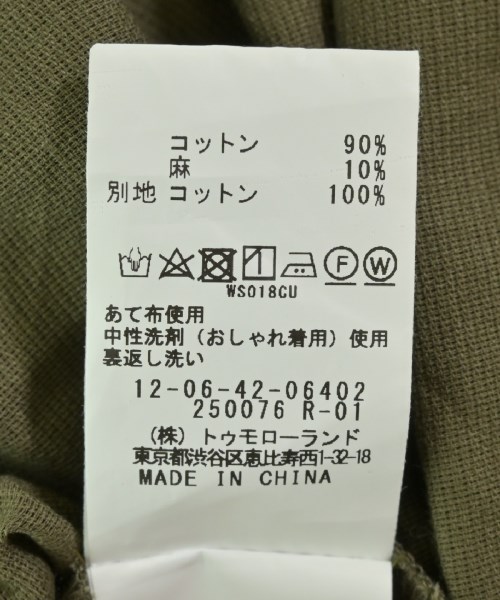 コットン 90%
麻 10%
別地 コットン 100%
F W
WS018CU
あて布使用
中性洗剤（おしゃれ着用）使用
裏返し洗い
12-06-42-06402
250076 R-01
（株）トゥモローランド
東京都渋谷区恵比寿西1-32-18
MADE IN CHINA